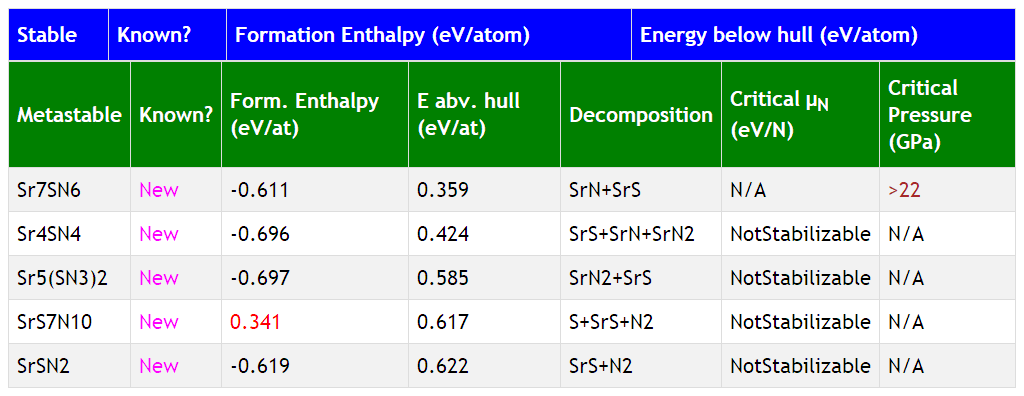 Stable Known? Formation Enthalpy (eV/atom) Energy below hull (eV/atom)
Metastable Known? Form. Enthalpy (eV/at) E abv. hull (eV/at) Decomposition Critical μN (eV/N) Critical Pressure (GPa)
Sr7SN6 New -0.611 0.359 SrN+SrS N/A >22
Sr4SN4 New -0.696 0.424 SrS+SrN+SrN2 NotStabilizable N/A
Sr5(SN3)2 New -0.697 0.585 SrN2+SrS NotStabilizable N/A
SrS7N10 New 0.341 0.617 S+SrS+N2 NotStabilizable N/A
SrSN2 New -0.619 0.622 SrS+N2 NotStabilizable N/A